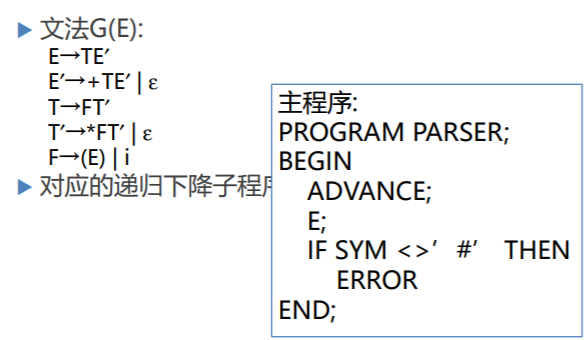 文法G(E):
E→TE′
E′→+TE′ | ε
T→FT′
T′→*FT′ | ε
F→(E) | i
对应的递归下降子程
主程序:
PROGRAM PARSER;
BEGIN
ADVANCE;
E;
IF SYM <>′ #′ THEN
ERROR
END;